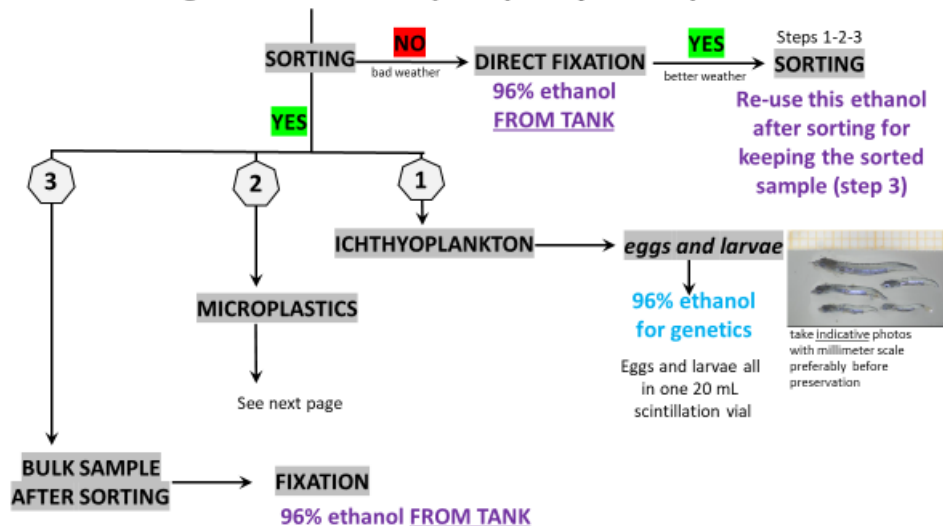 SORTING
NO
bad weather
DIRECT FIXATION
96% ethanol
FROM TANK
YES
better weather
Steps 1-2-3
SORTING
Re-use this ethanol
after sorting for
keeping the sorted
sample (step 3)
YES
3
2
1
ICHTHYOPLANKTON
eggs and larvae
96% ethanol
for genetics
Eggs and larvae all
in one 20 mL
scintillation vial
take indicative photos
with millimeter scale
preferably before
preservation
MICROPLASTICS
See next page
BULK SAMPLE
AFTER SORTING
FIXATION
96% ethanol FROM TANK